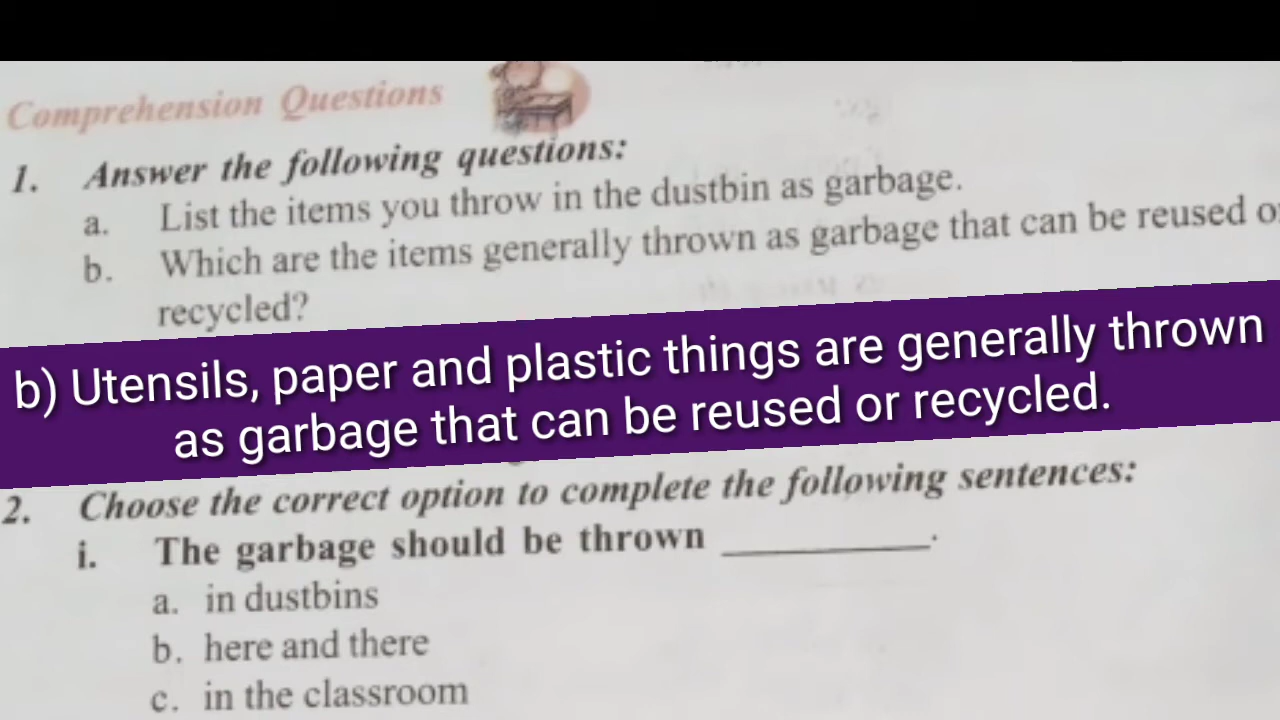 Comprehension Questions
1. Answer the following questions:
a. List the items you throw in the dustbin as garbage.
b. Which are the items generally thrown as garbage that can be reused
recycled?
b) Utensils, paper and plastic things are generally thrown
as garbage that can be reused or recycled.
2. Choose the correct option to complete the following sentences:
i. The garbage should be thrown __________.
a. in dustbins
b. here and there
c. in the classroom